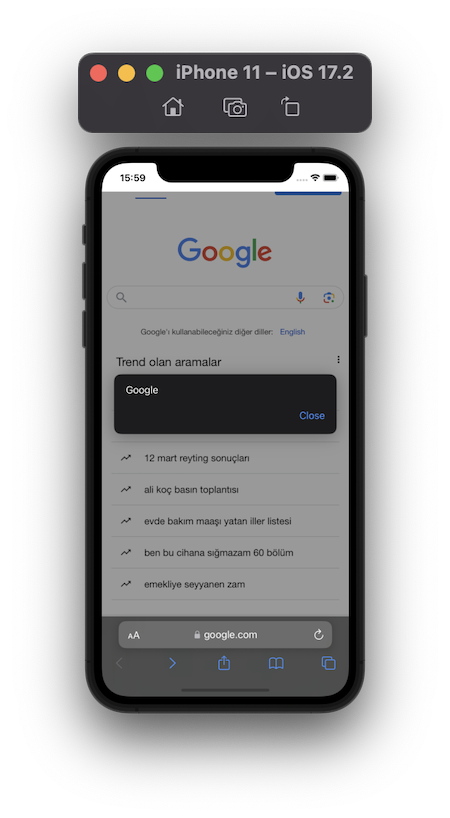 iPhone 11 – iOS 17.2
15:59
Google
Google'ı kullanabileceğiniz diğer diller: English
Trend olan aramalar
Google
Close
12 mart reyting sonuçları
ali koç basın toplantısı
evde bakım maaşı yatan iller listesi
ben bu cihana sığmazam 60 bölüm
emekliye seyyanen zam
AA google.com